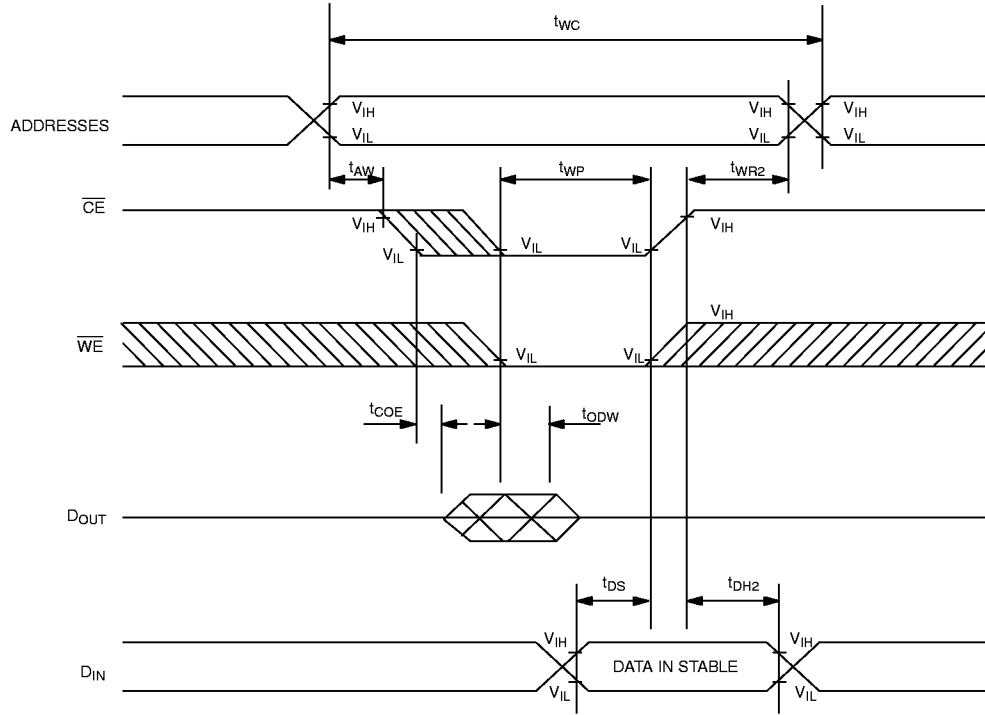 tWC
ADDRESSES
VIH VIH VIH
VIL VIL VIL
tAW tWP tWR2
CE
VIH VIH
VIL VIL VIL
VIH
WE
VIL VIL
tCOE tODW
DOUT
tDS tDH2
VIH VIH
DIN DATA IN STABLE
VIL VIL